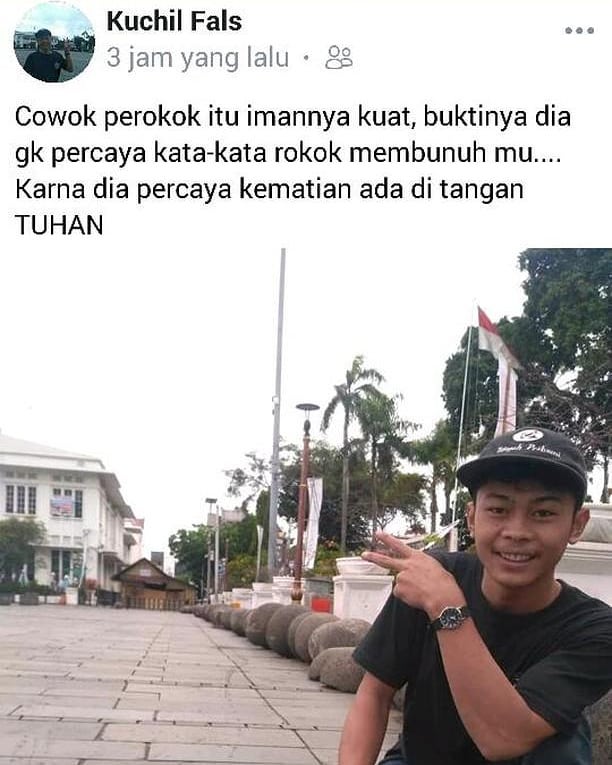 Kuchil Fals
3 jam yang lalu ·
Cowok perokok itu imannya kuat, buktinya dia
gk percaya kata-kata rokok membunuh mu....
Karna dia percaya kematian ada di tangan
TUHAN